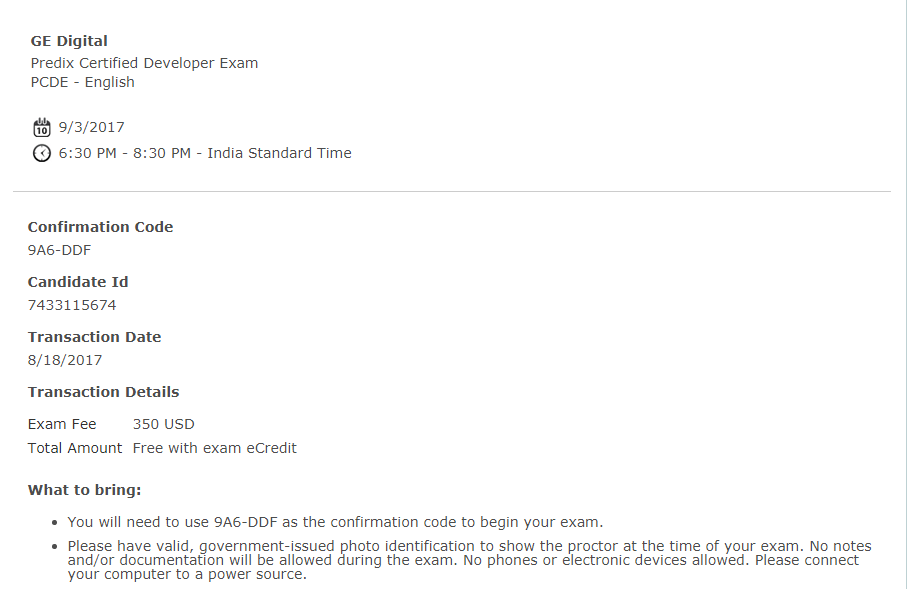 GE Digital
Predix Certified Developer Exam
PCDE - English
10
9/3/2017
6:30 PM - 8:30 PM - India Standard Time
Confirmation Code
9A6-DDF
Candidate Id
7433115674
Transaction Date
8/18/2017
Transaction Details
Exam Fee 350 USD
Total Amount Free with exam eCredit
What to bring:
• You will need to use 9A6-DDF as the confirmation code to begin your exam.
• Please have valid, government-issued photo identification to show the proctor at the time of your exam. No notes
and/or documentation will be allowed during the exam. No phones or electronic devices allowed. Please connect
your computer to a power source.